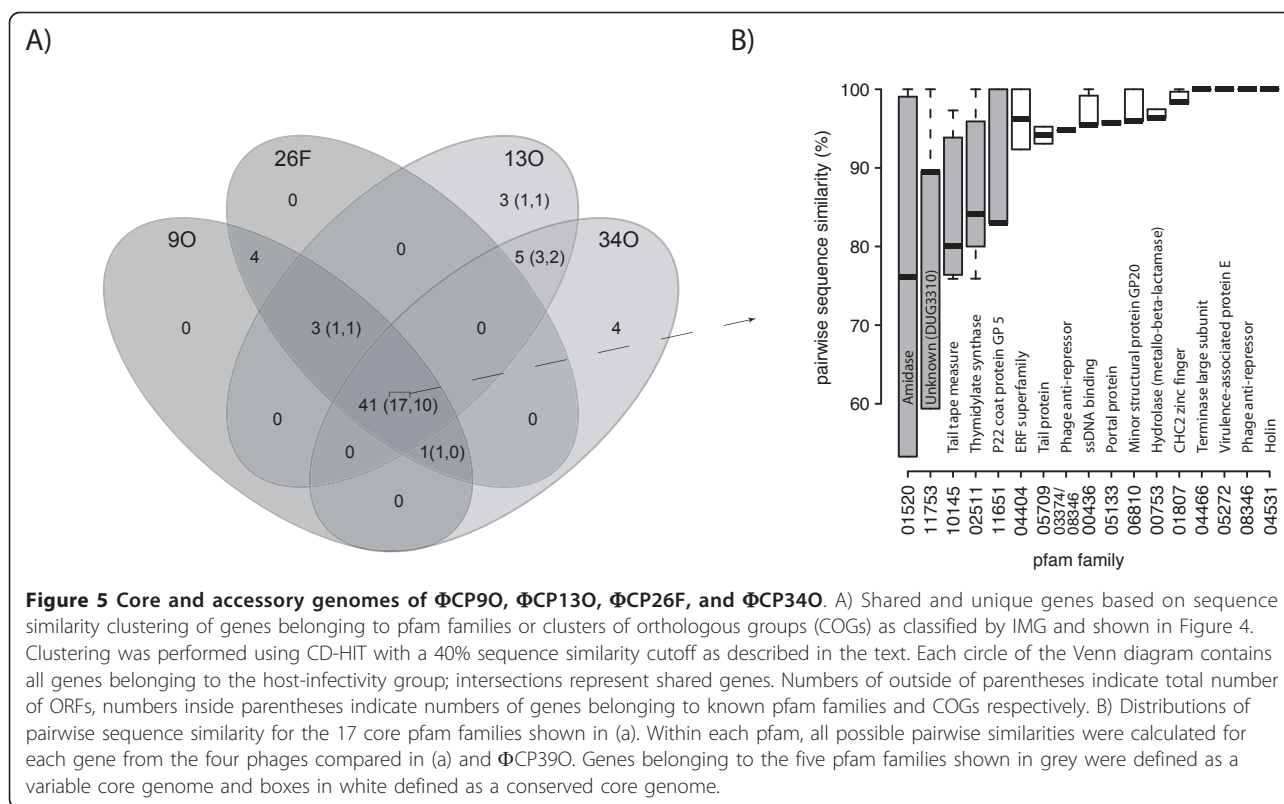 A)
B)
26F
13O
9O
34O
0
3 (1,1)
0
4
5 (3,2)
0
3 (1,1)
0
4
41 (17,10)
0
0
0
1(1,0)
0
pairwise sequence similarity (%)
100
90
80
70
60
Amidase
Unknown (DUG3310)
Tail tape measure
Thymidylate synthase
P22 coat protein GP 5
ERF superfamily
Tail protein
Phage anti-repressor
ssDNA binding
Portal protein
Minor structural protein GP20
Hydrolase (metallo-beta-lactamase)
CHC2 zinc finger
Terminase large subunit
Virulence-associated protein E
Phage anti-repressor
Holin
01520
11753
10145
02511
11651
04404
05709
03374/
08346
00436
05133
06810
00753
01807
04466
05272
08346
04531
pfam family
Figure 5 Core and accessory genomes of ΦCP9O, ΦCP13O, ΦCP26F, and ΦCP34O. A) Shared and unique genes based on sequence
similarity clustering of genes belonging to pfam families or clusters of orthologous groups (COGs) as classified by IMG and shown in Figure 4.
Clustering was performed using CD-HIT with a 40% sequence similarity cutoff as described in the text. Each circle of the Venn diagram contains
all genes belonging to the host-infectivity group; intersections represent shared genes. Numbers of outside of parentheses indicate total number
of ORFs, numbers inside parentheses indicate numbers of genes belonging to known pfam families and COGs respectively. B) Distributions of
pairwise sequence similarity for the 17 core pfam families shown in (a). Within each pfam, all possible pairwise similarities were calculated for
each gene from the four phages compared in (a) and ΦCP39O. Genes belonging to the five pfam families shown in grey were defined as a
variable core genome and boxes in white defined as a conserved core genome.